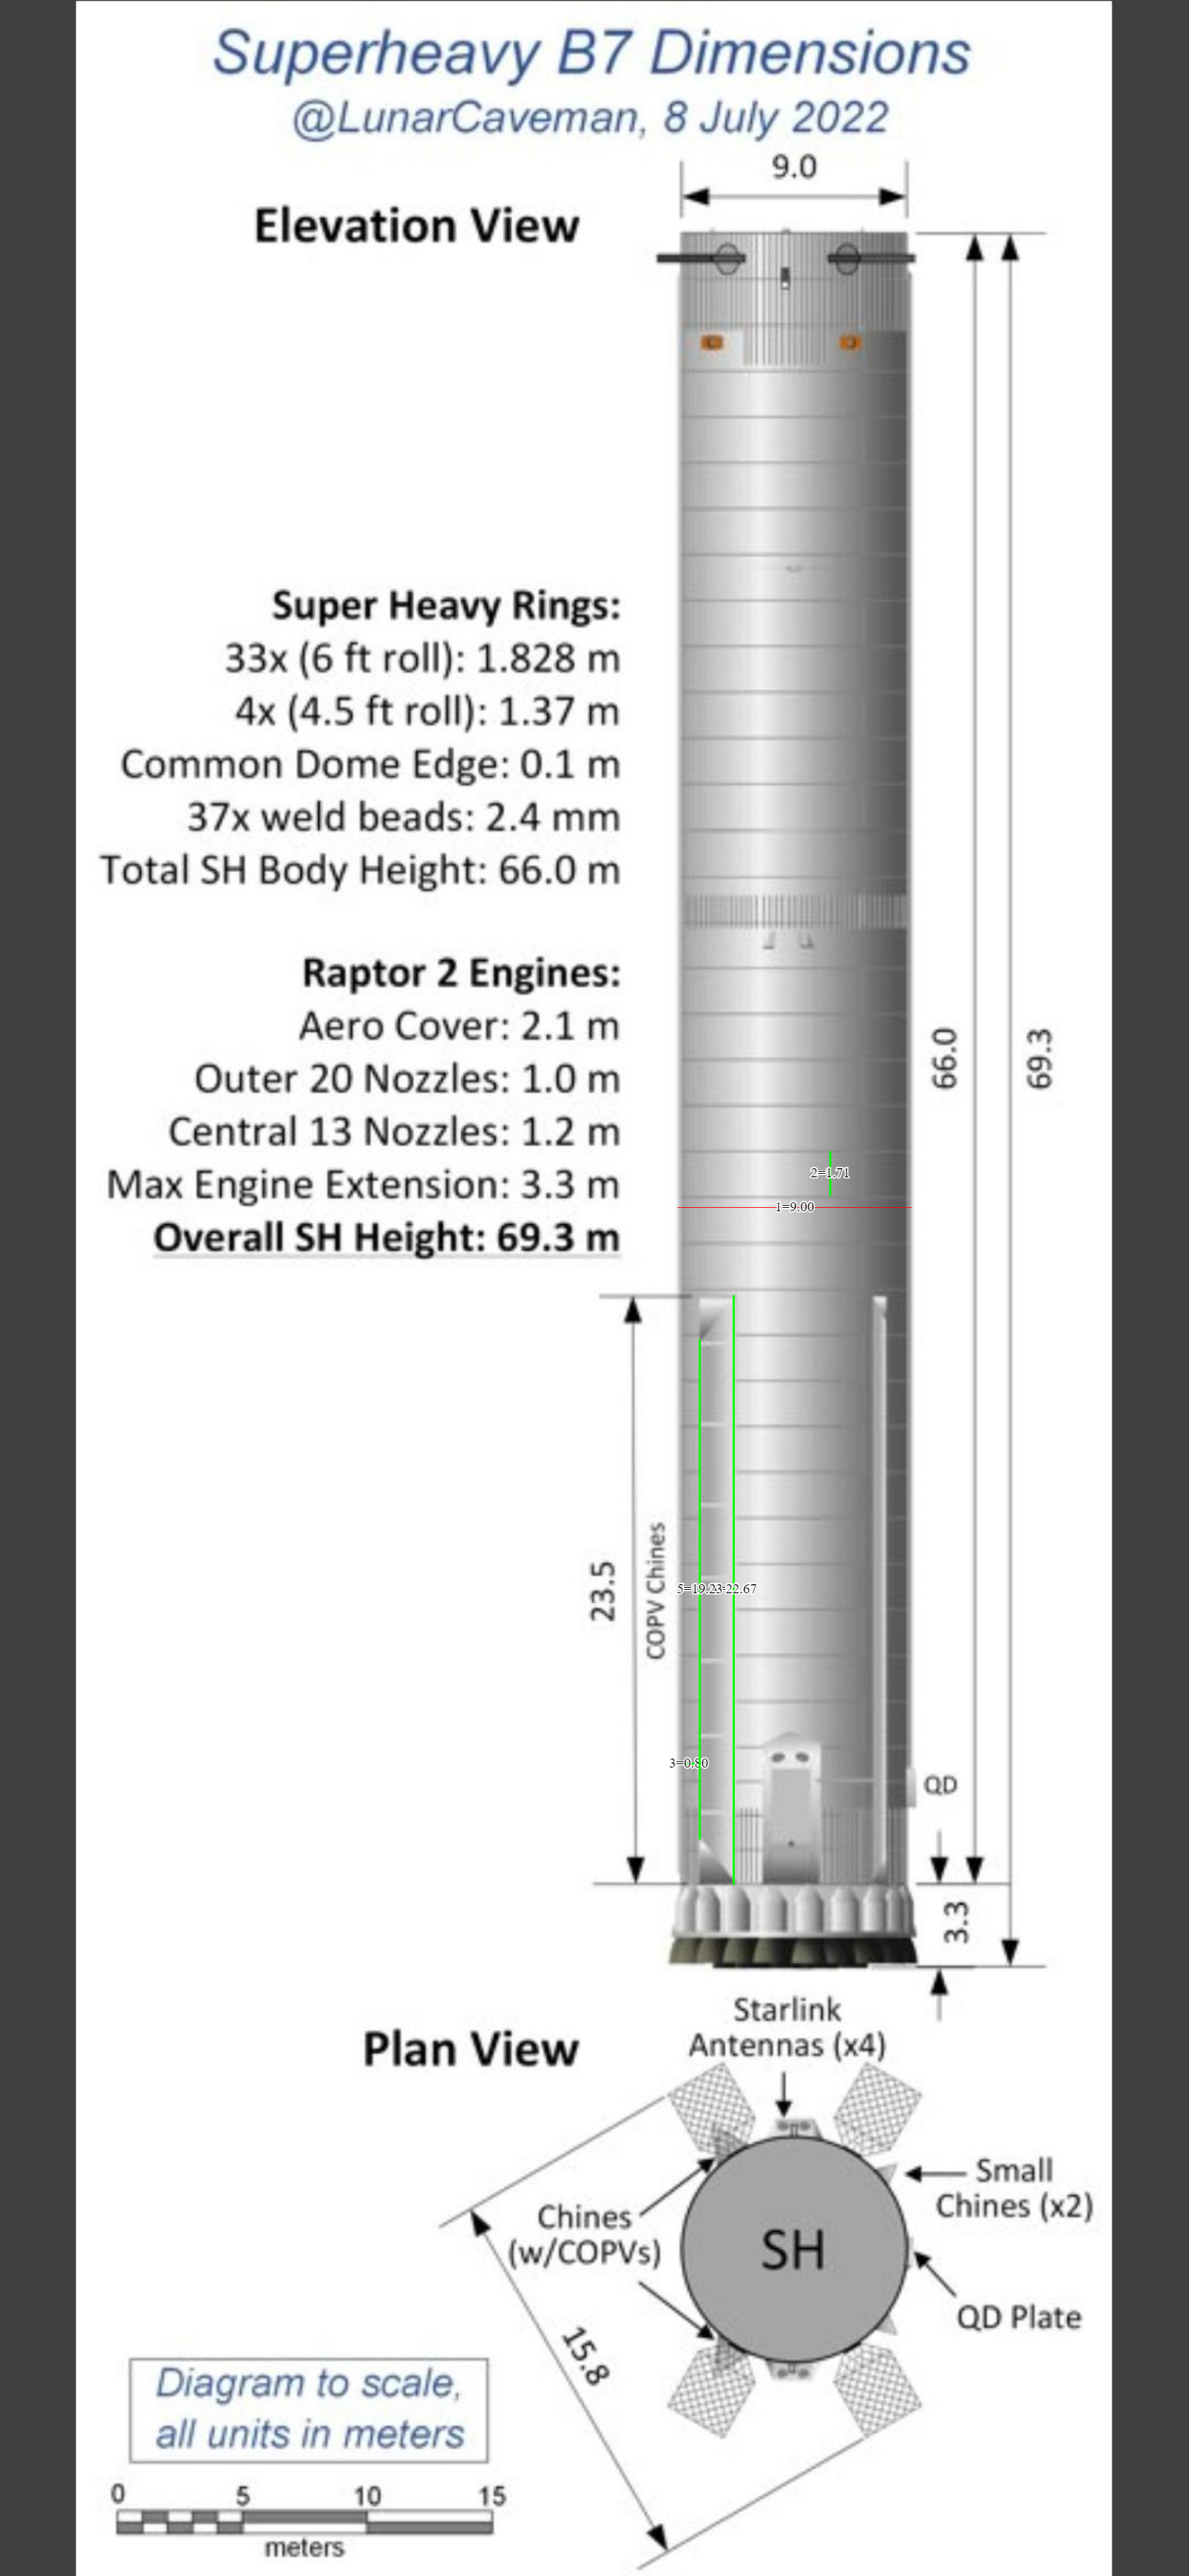 Superheavy B7 Dimensions
@LunarCaveman, 8 July 2022
9.0
Elevation View
Super Heavy Rings:
33x (6 ft roll): 1.828 m
4x (4.5 ft roll): 1.37 m
Common Dome Edge: 0.1 m
37x weld beads: 2.4 mm
Total SH Body Height: 66.0 m
Raptor 2 Engines:
Aero Cover: 2.1 m
Outer 20 Nozzles: 1.0 m
Central 13 Nozzles: 1.2 m
Max Engine Extension: 3.3 m
Overall SH Height: 69.3 m
66.0
69.3
2=1.71
1=9.00
23.5
COPV Chines
5=19.23
22.67
3=0.80
QD
3.3
Plan View
Starlink
Antennas (x4)
Chines
(w/COPVs)
SH
Small
Chines (x2)
QD Plate
15.8
Diagram to scale,
all units in meters
0 5 10 15
meters